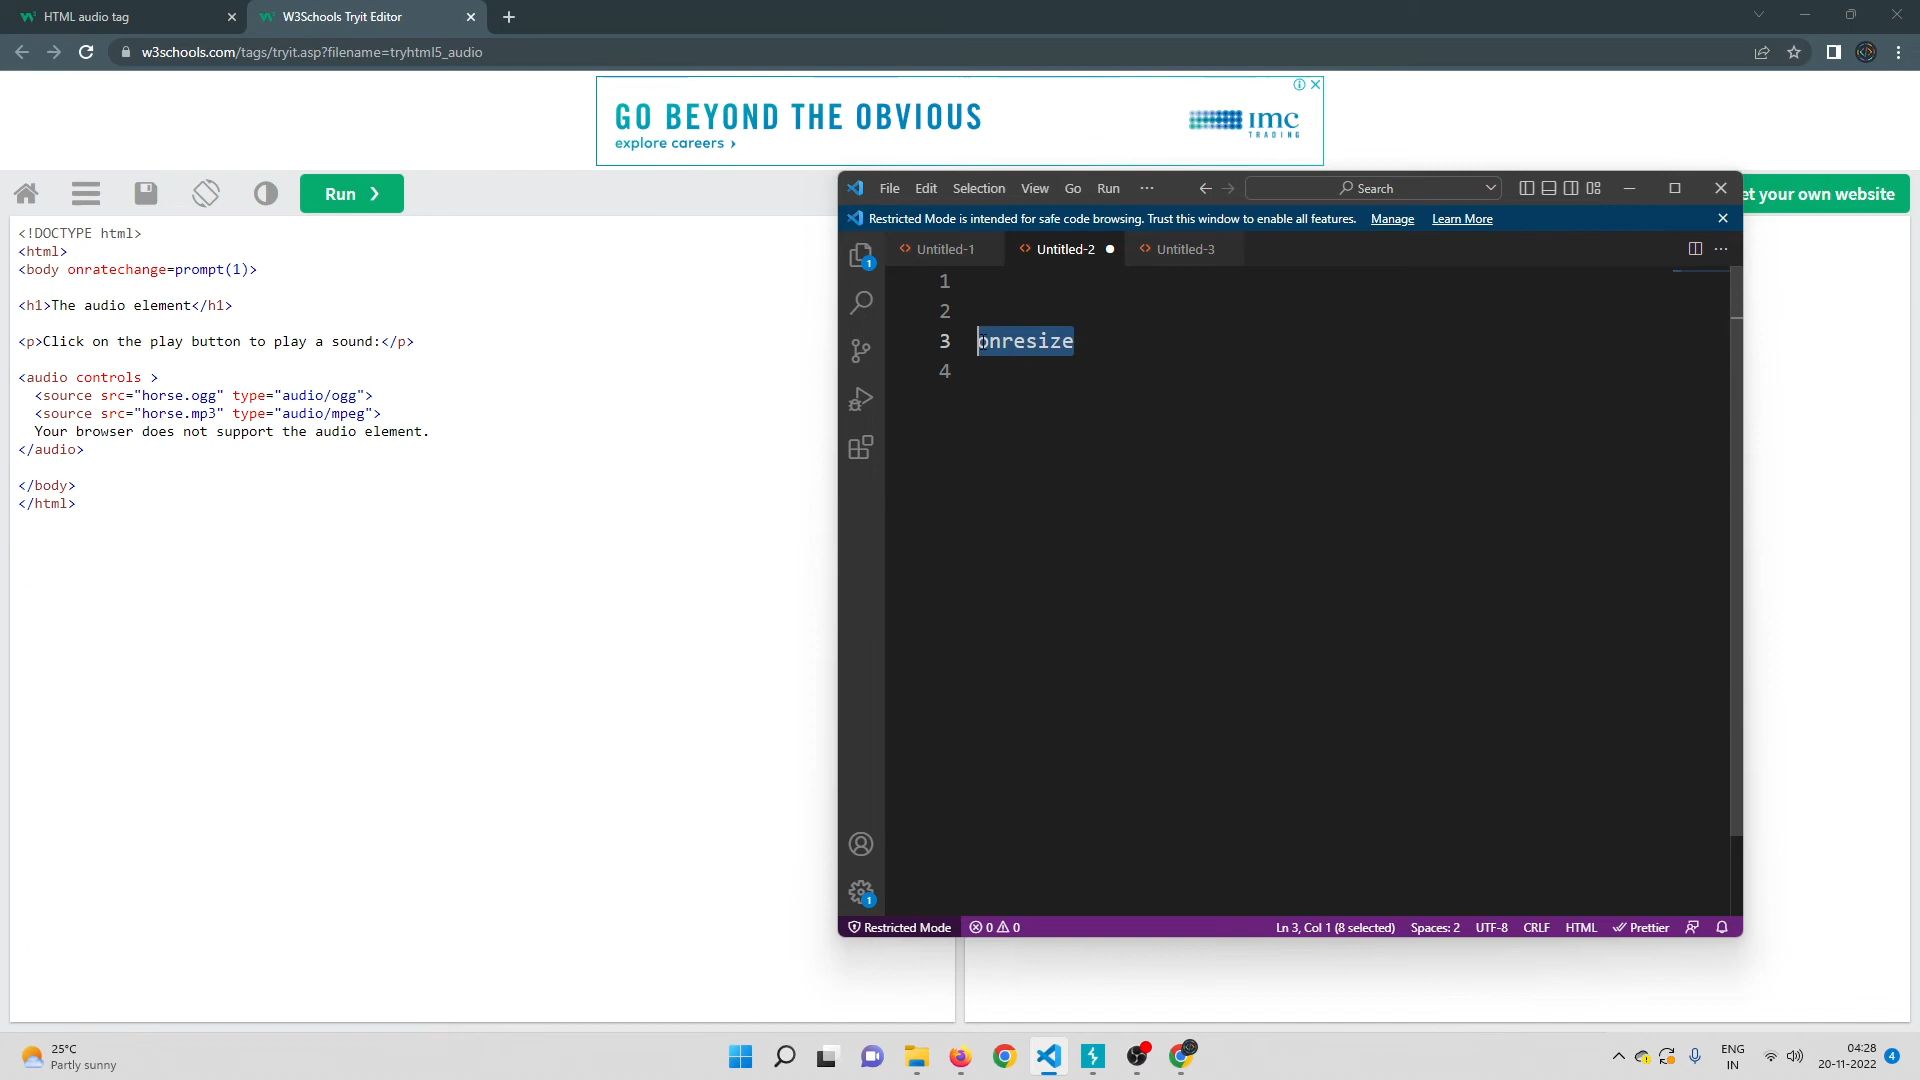 HTML audio tag
W3Schools Tryit Editor
w3schools.com/tags/tryit.asp?filename=tryhtml5_audio
GO BEYOND THE OBVIOUS
explore careers ›
imc
TRADING
Run ❯
et your own website
<!DOCTYPE html>
<html>
<body onratechange=prompt(1)>
<h1>The audio element</h1>
<p>Click on the play button to play a sound:</p>
<audio controls >
<source src="horse.ogg" type="audio/ogg">
<source src="horse.mp3" type="audio/mpeg">
Your browser does not support the audio element.
</audio>
</body>
</html>
File Edit Selection View Go Run ··· Search
Restricted Mode is intended for safe code browsing. Trust this window to enable all features. Manage Learn More
Untitled-1 Untitled-2 Untitled-3
1
2
3 onresize
4
1
1
Restricted Mode 0 0 Ln 3, Col 1 (8 selected) Spaces: 2 UTF-8 CRLF HTML Prettier
25°C
Partly sunny
ENG
IN
04:28
20-11-2022
4